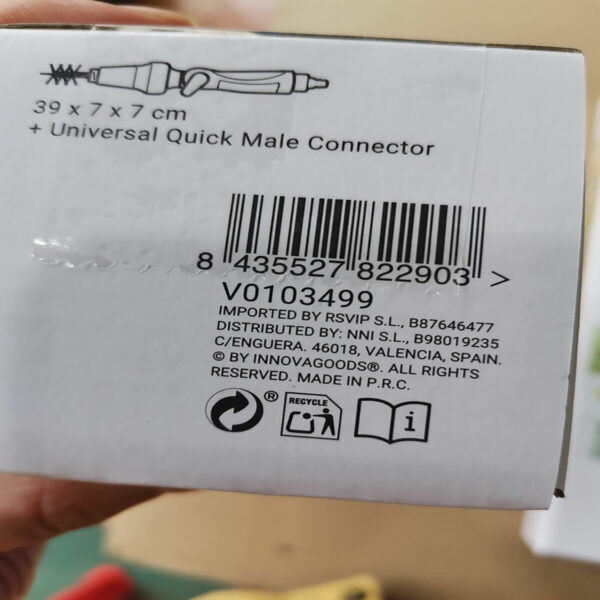 39 x 7 x 7 cm
+ Universal Quick Male Connector
8 435527 822903 >
V0103499
IMPORTED BY RSVIP S.L., B87646477
DISTRIBUTED BY: NNI S.L., B98019235
C/ENGUERA. 46018, VALENCIA, SPAIN.
© BY INNOVAGOODS®. ALL RIGHTS
RESERVED. MADE IN P.R.C.
®
RECYCLE
i